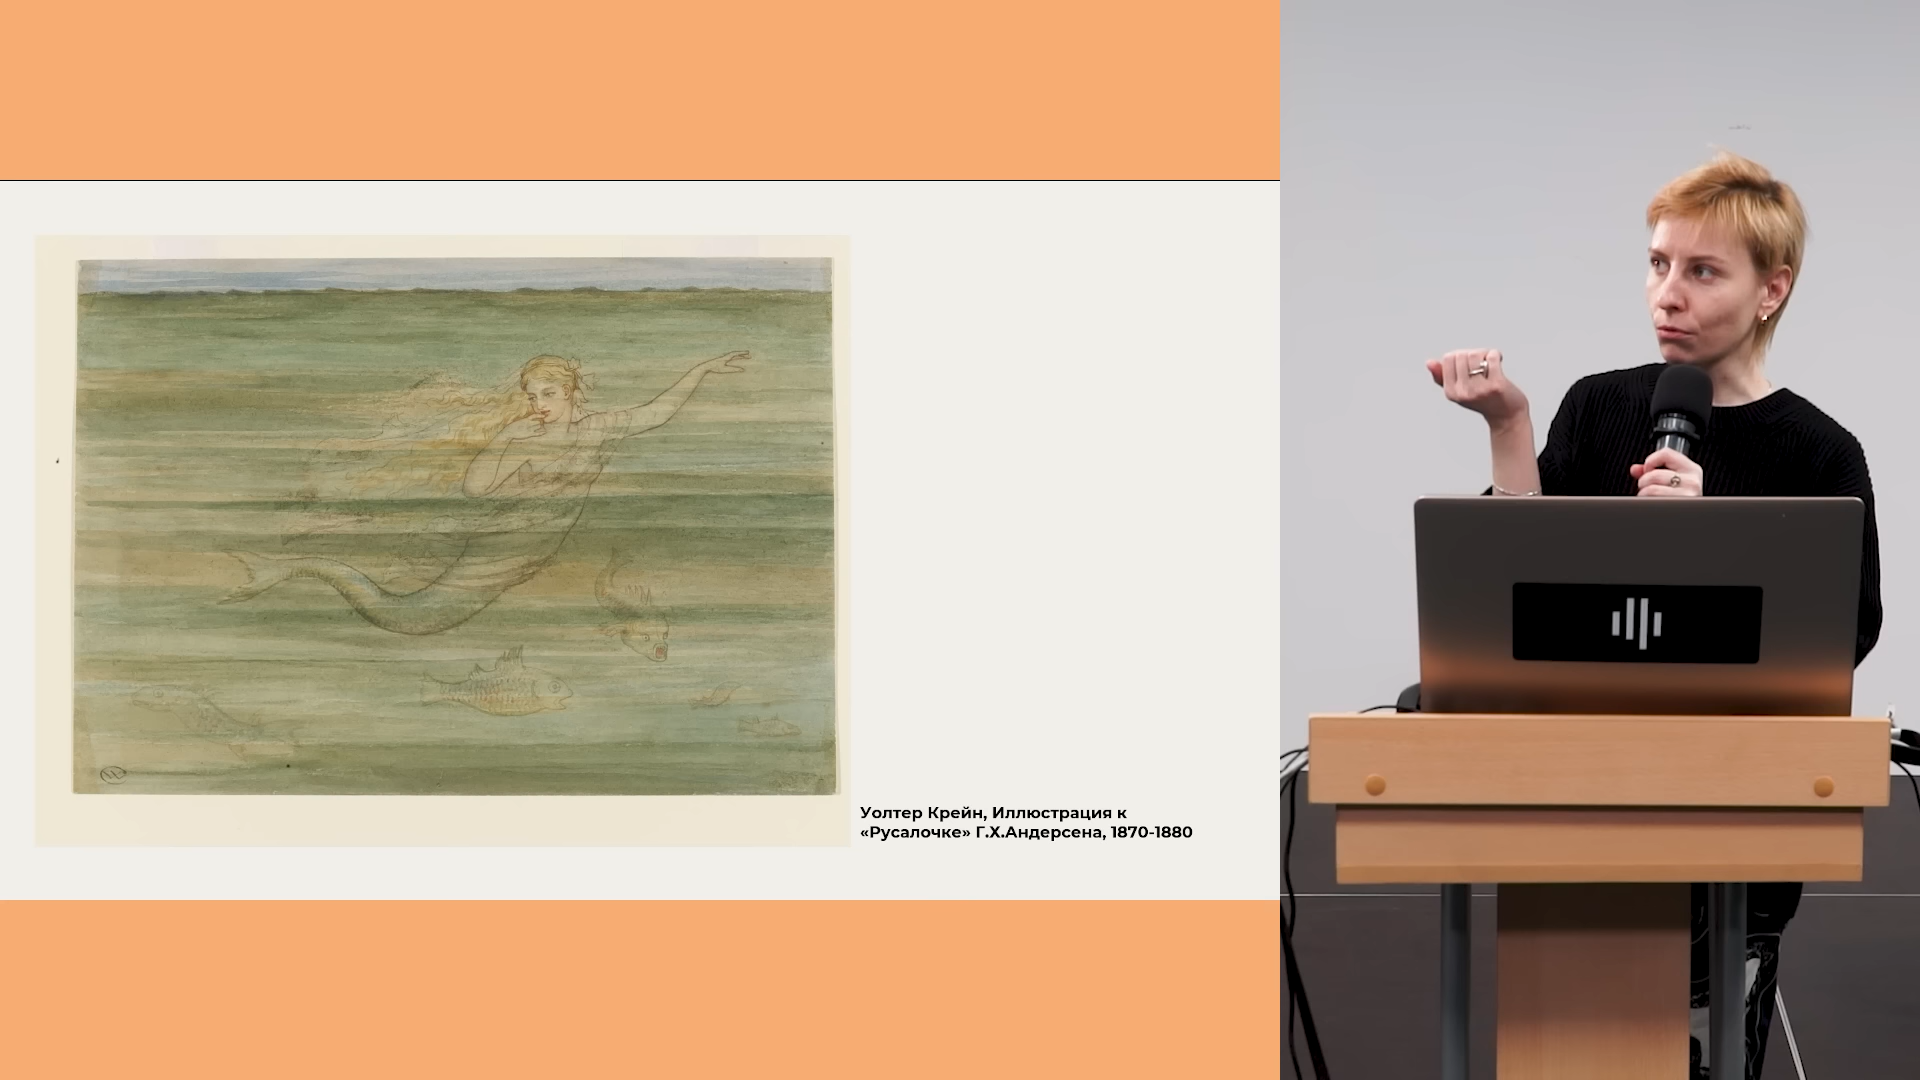 Уолтер Крейн, Иллюстрация к
«Русалочке» Г.Х.Андерсена, 1870-1880